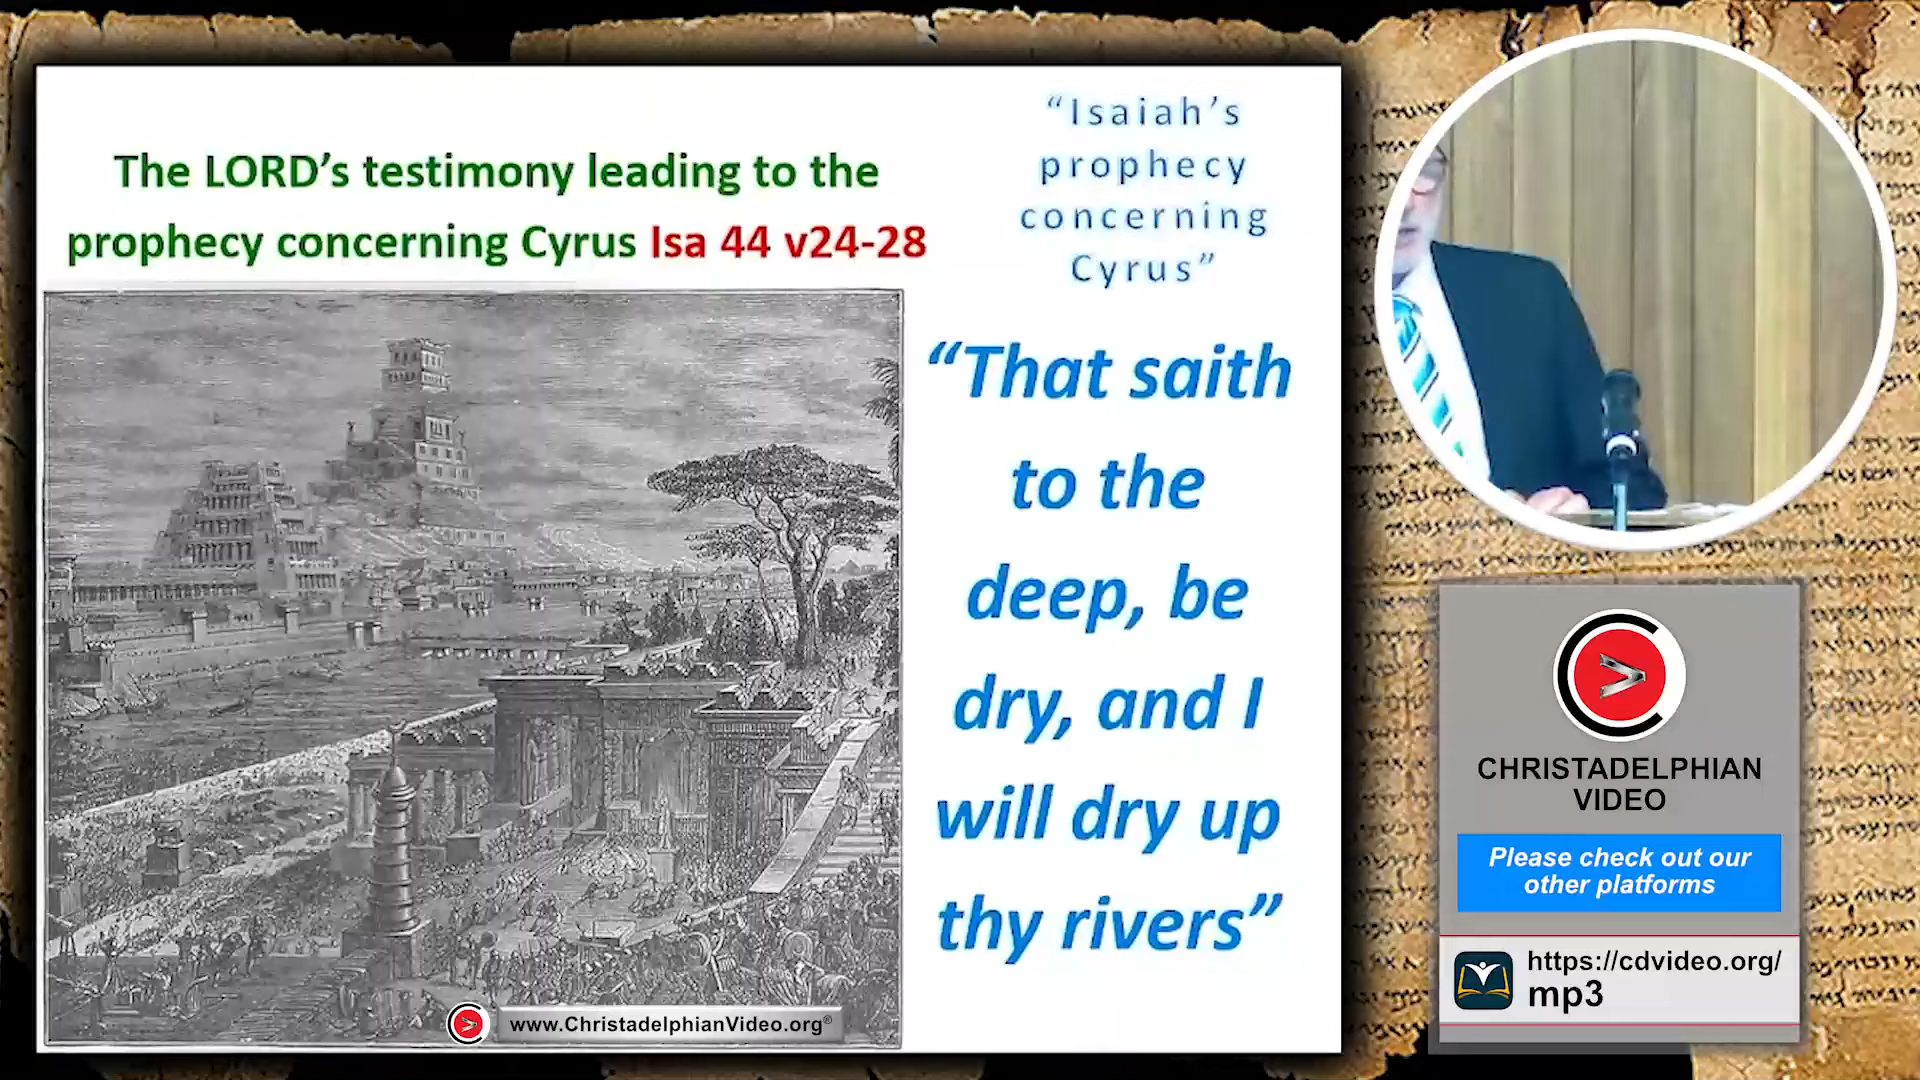 The LORD’s testimony leading to the
prophecy concerning Cyrus Isa 44 v24-28
“Isaiah’s
prophecy
concerning
Cyrus”
“That saith
to the
deep, be
dry, and I
will dry up
thy rivers”
www.ChristadelphianVideo.org®
CHRISTADELPHIAN
VIDEO
Please check out our
other platforms
https://cdvideo.org/
mp3